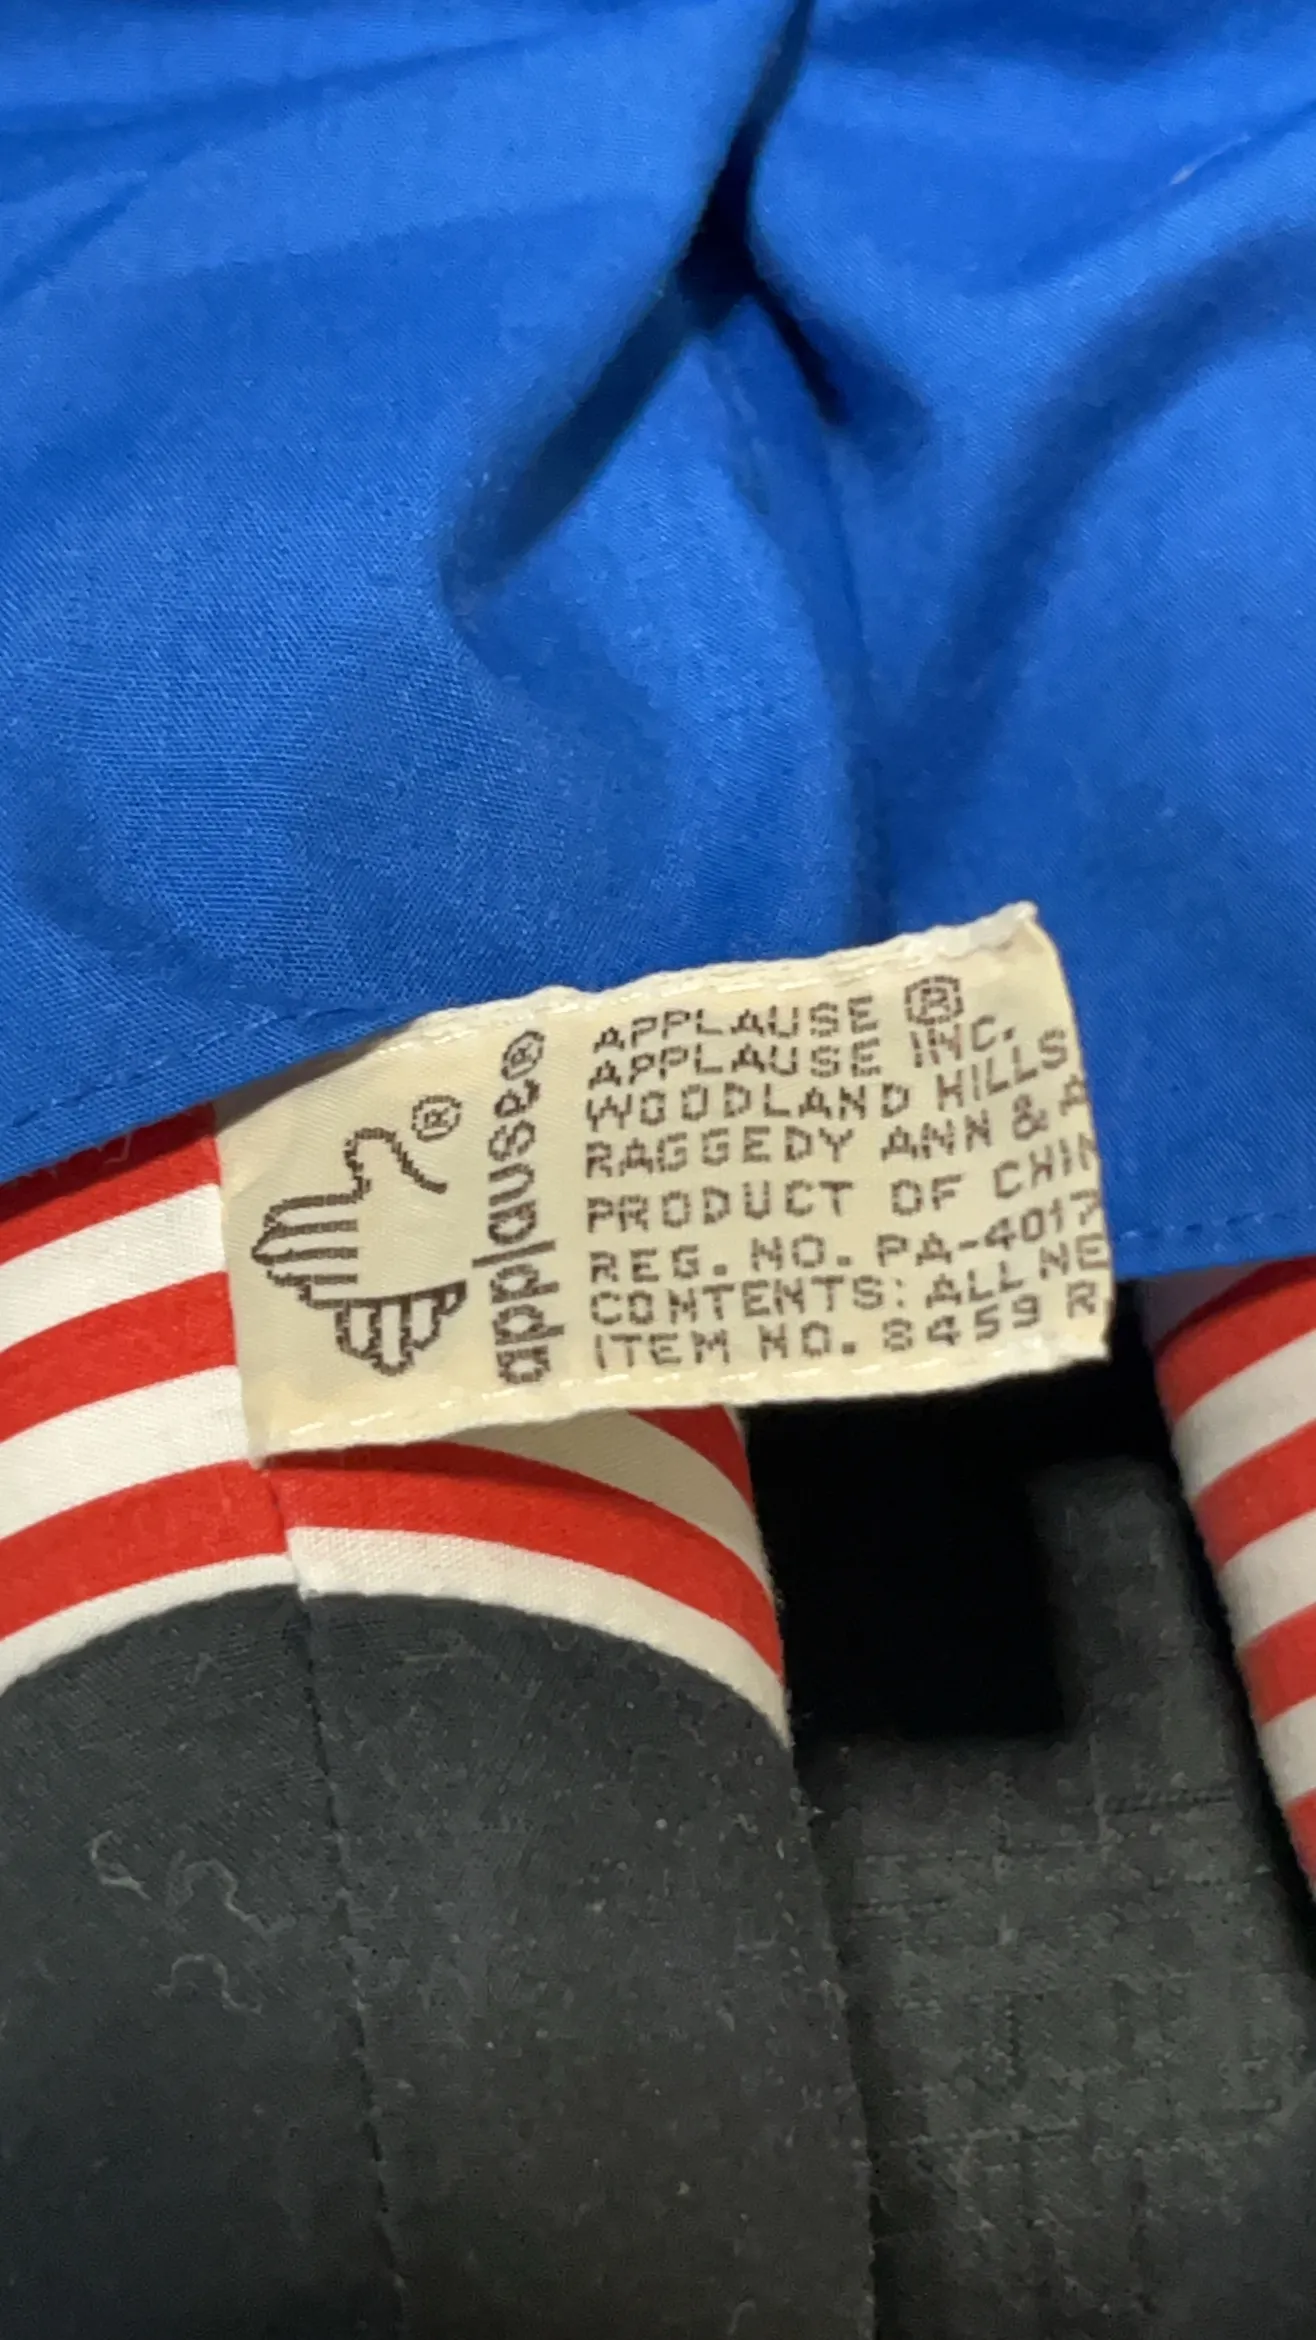 ®
applause®
APPLAUSE ®
APPLAUSE INC.
WOODLAND HILLS
RAGGEDY ANN & A
PRODUCT OF CHIN
REG. NO. PA-4017
CONTENTS: ALL NE
ITEM NO. 8459 R